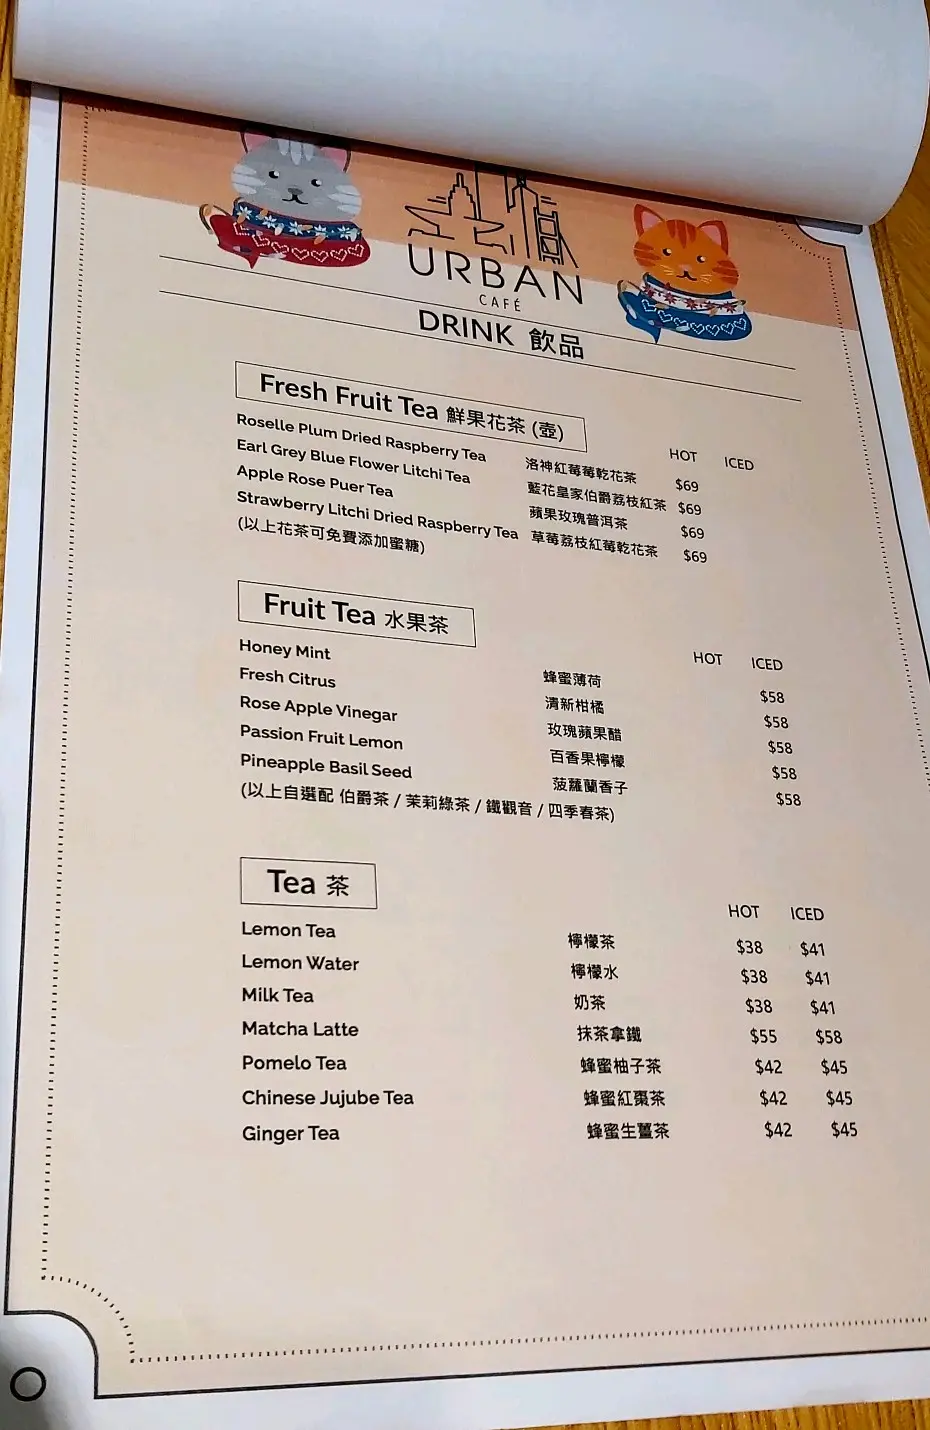 URBAN
CAFÉ
DRINK 飲品
Fresh Fruit Tea 鮮果花茶 (壺)
HOT ICED
Roselle Plum Dried Raspberry Tea 洛神紅莓莓乾花茶 $69
Earl Grey Blue Flower Litchi Tea 藍花皇家伯爵荔枝紅茶 $69
Apple Rose Puer Tea 蘋果玫瑰普洱茶 $69
Strawberry Litchi Dried Raspberry Tea 草莓荔枝紅莓乾花茶 $69
(以上花茶可免費添加蜜糖)
Fruit Tea 水果茶
HOT ICED
Honey Mint 蜂蜜薄荷 $58
Fresh Citrus 清新柑橘 $58
Rose Apple Vinegar 玫瑰蘋果醋 $58
Passion Fruit Lemon 百香果檸檬 $58
Pineapple Basil Seed 菠蘿蘭香子 $58
(以上自選配 伯爵茶 / 茉莉綠茶 / 鐵觀音 / 四季春茶)
Tea 茶
HOT ICED
Lemon Tea 檸檬茶 $38 $41
Lemon Water 檸檬水 $38 $41
Milk Tea 奶茶 $38 $41
Matcha Latte 抹茶拿鐵 $55 $58
Pomelo Tea 蜂蜜柚子茶 $42 $45
Chinese Jujube Tea 蜂蜜紅棗茶 $42 $45
Ginger Tea 蜂蜜生薑茶 $42 $45